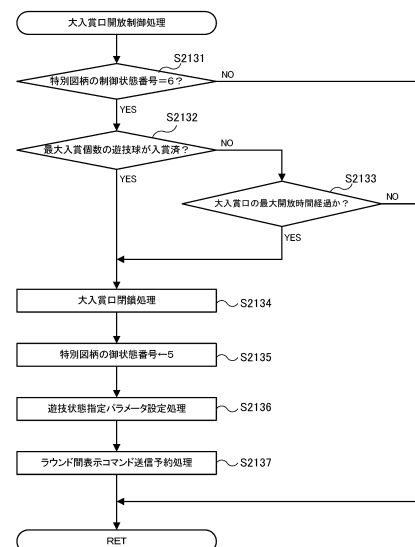 大入賞口開放制御処理
S2131
特別図柄の制御状態番号=6?
NO
YES
S2132
最大入賞個数の遊技球が入賞済?
NO
YES
S2133
大入賞口の最大開放時間経過か?
NO
YES
大入賞口閉鎖処理
S2134
特別図柄の御状態番号←5
S2135
遊技状態指定パラメータ設定処理
S2136
ラウンド間表示コマンド送信予約処理
S2137
RET